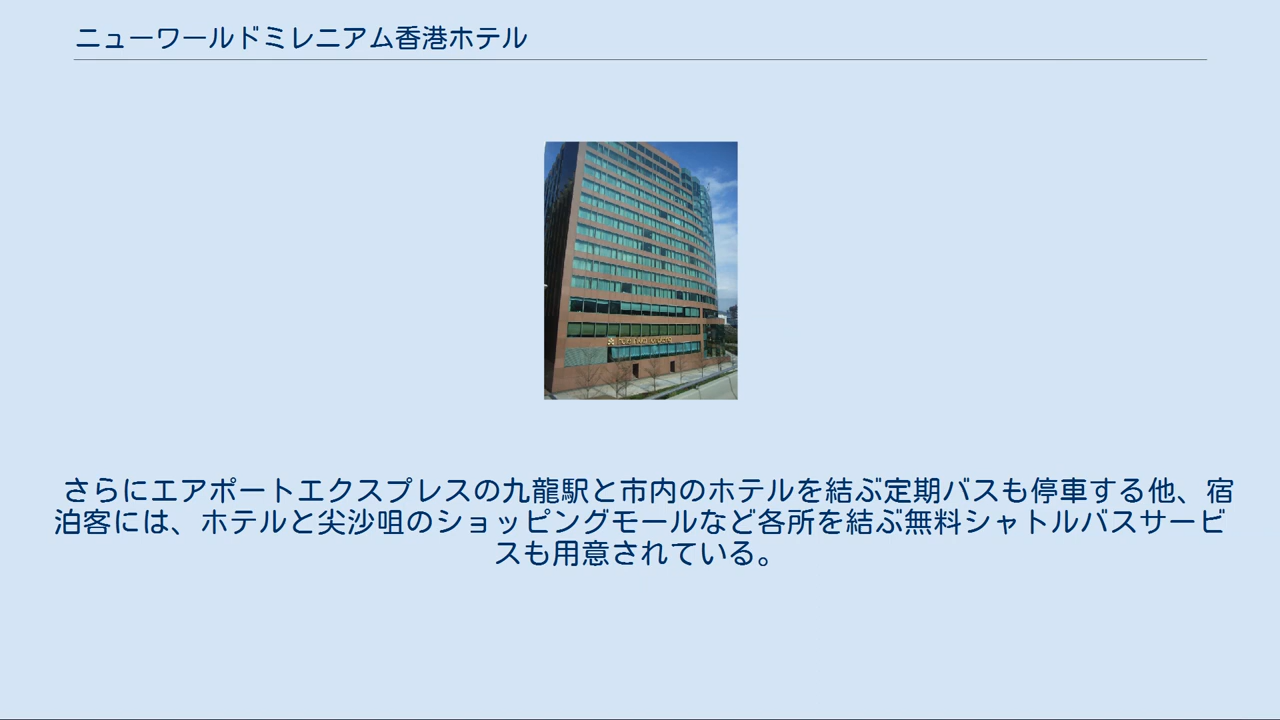 ニューワールドミレニアム香港ホテル
さらにエアポートエクスプレスの九龍駅と市内のホテルを結ぶ定期バスも停車する他、宿
泊客には、ホテルと尖沙咀のショッピングモールなど各所を結ぶ無料シャトルバスサービ
スも用意されている。